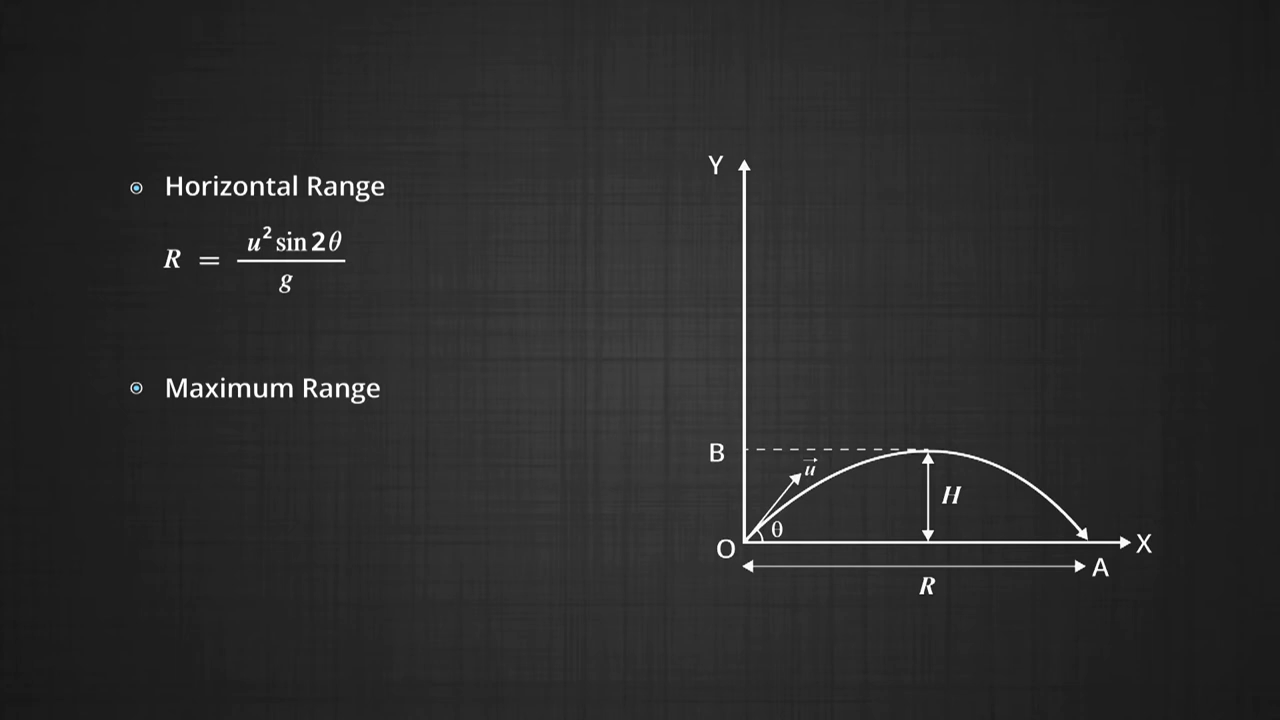 Horizontal Range
R = u² sin 2θ / g
Maximum Range
Y
B
u⃗
H
θ
O
X
A
R